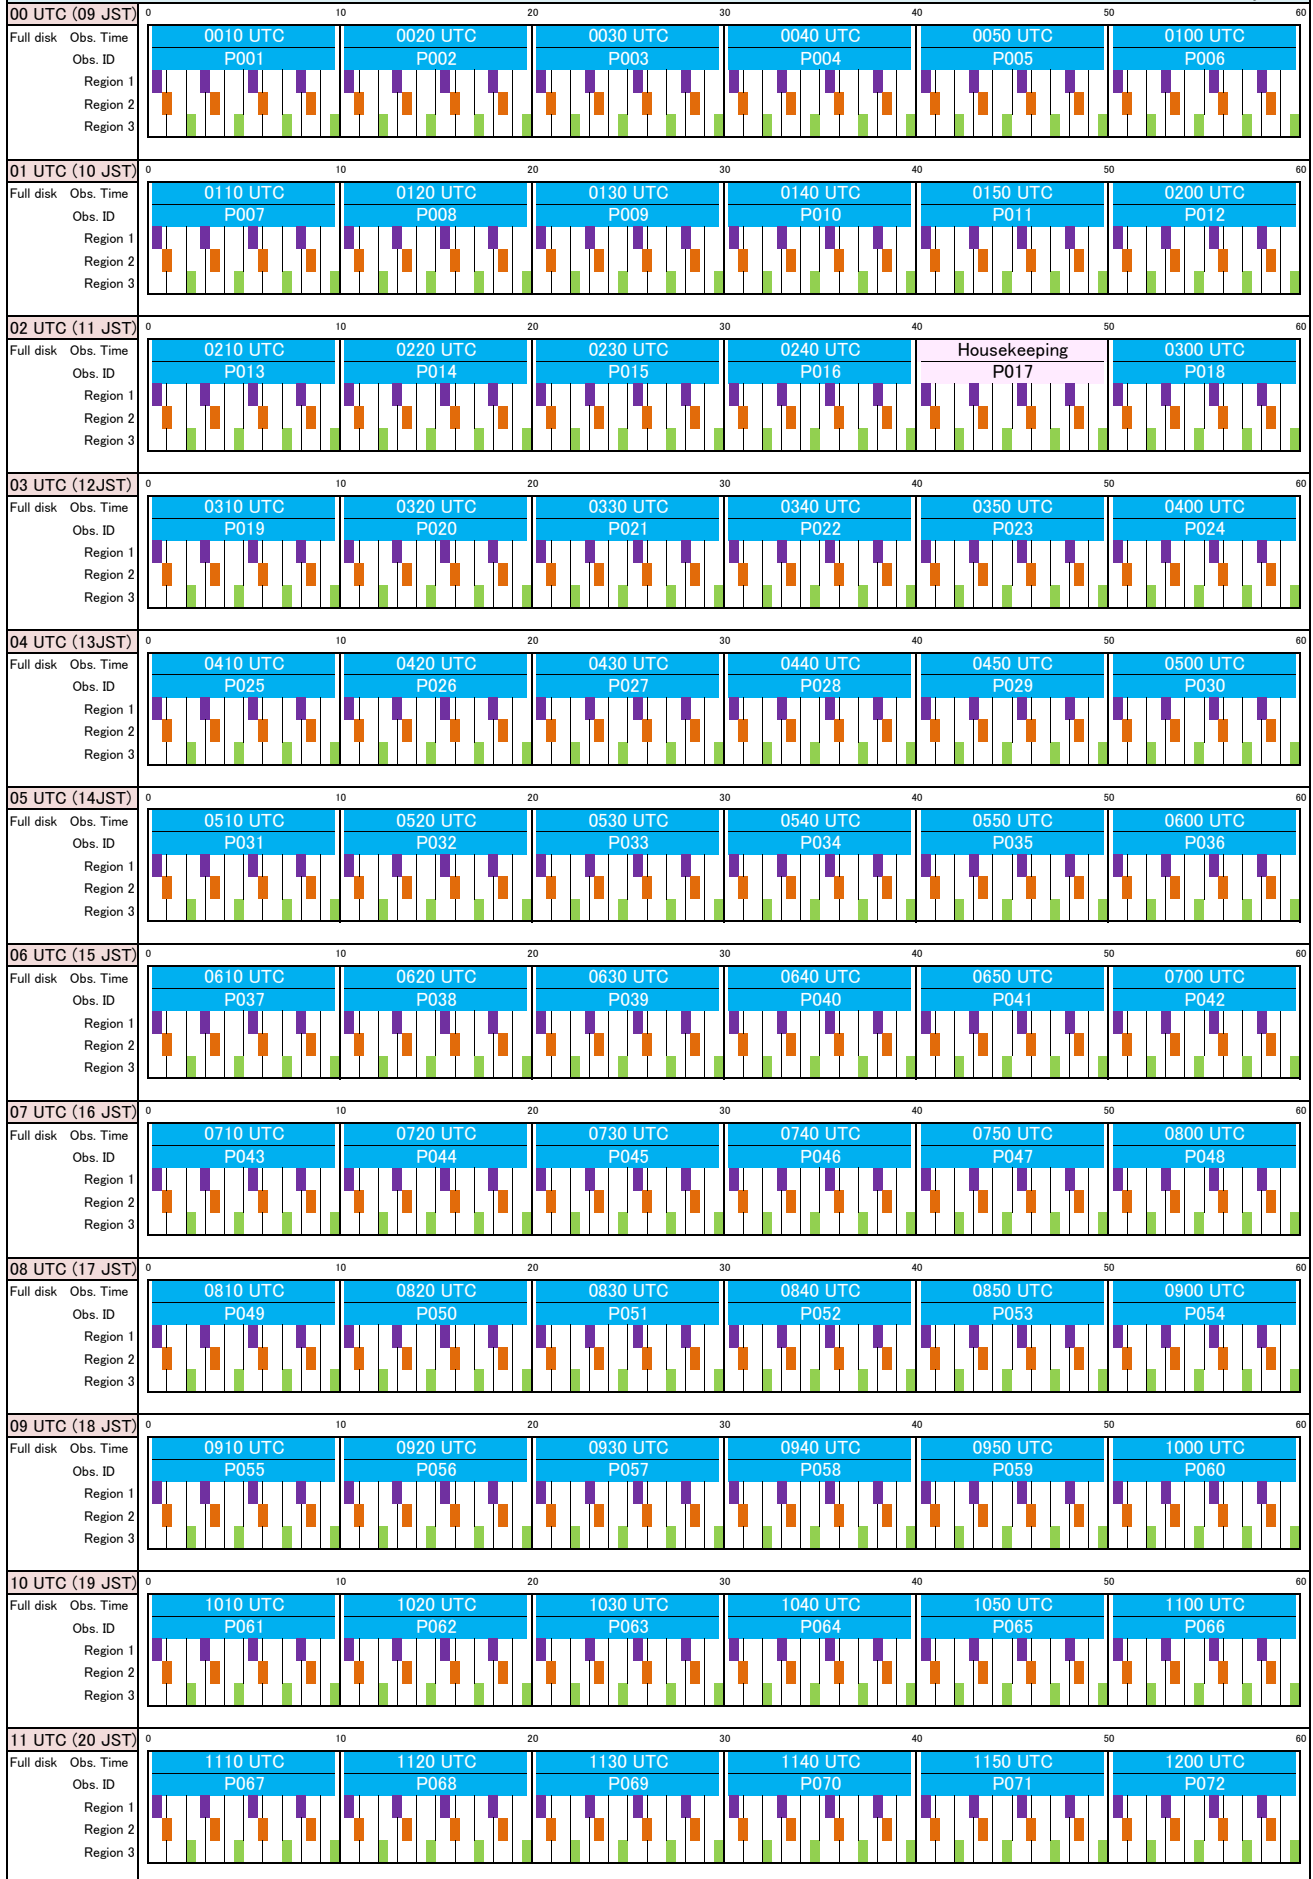 00 UTC (09 JST) 0 10 20 30 40 50 60
Full disk Obs. Time 0010 UTC 0020 UTC 0030 UTC 0040 UTC 0050 UTC 0100 UTC
Obs. ID P001 P002 P003 P004 P005 P006
Region 1
Region 2
Region 3
01 UTC (10 JST) 0 10 20 30 40 50 60
Full disk Obs. Time 0110 UTC 0120 UTC 0130 UTC 0140 UTC 0150 UTC 0200 UTC
Obs. ID P007 P008 P009 P010 P011 P012
Region 1
Region 2
Region 3
02 UTC (11 JST) 0 10 20 30 40 50 60
Full disk Obs. Time 0210 UTC 0220 UTC 0230 UTC 0240 UTC Housekeeping 0300 UTC
Obs. ID P013 P014 P015 P016 P017 P018
Region 1
Region 2
Region 3
03 UTC (12JST) 0 10 20 30 40 50 60
Full disk Obs. Time 0310 UTC 0320 UTC 0330 UTC 0340 UTC 0350 UTC 0400 UTC
Obs. ID P019 P020 P021 P022 P023 P024
Region 1
Region 2
Region 3
04 UTC (13JST) 0 10 20 30 40 50 60
Full disk Obs. Time 0410 UTC 0420 UTC 0430 UTC 0440 UTC 0450 UTC 0500 UTC
Obs. ID P025 P026 P027 P028 P029 P030
Region 1
Region 2
Region 3
05 UTC (14JST) 0 10 20 30 40 50 60
Full disk Obs. Time 0510 UTC 0520 UTC 0530 UTC 0540 UTC 0550 UTC 0600 UTC
Obs. ID P031 P032 P033 P034 P035 P036
Region 1
Region 2
Region 3
06 UTC (15 JST) 0 10 20 30 40 50 60
Full disk Obs. Time 0610 UTC 0620 UTC 0630 UTC 0640 UTC 0650 UTC 0700 UTC
Obs. ID P037 P038 P039 P040 P041 P042
Region 1
Region 2
Region 3
07 UTC (16 JST) 0 10 20 30 40 50 60
Full disk Obs. Time 0710 UTC 0720 UTC 0730 UTC 0740 UTC 0750 UTC 0800 UTC
Obs. ID P043 P044 P045 P046 P047 P048
Region 1
Region 2
Region 3
08 UTC (17 JST) 0 10 20 30 40 50 60
Full disk Obs. Time 0810 UTC 0820 UTC 0830 UTC 0840 UTC 0850 UTC 0900 UTC
Obs. ID P049 P050 P051 P052 P053 P054
Region 1
Region 2
Region 3
09 UTC (18 JST) 0 10 20 30 40 50 60
Full disk Obs. Time 0910 UTC 0920 UTC 0930 UTC 0940 UTC 0950 UTC 1000 UTC
Obs. ID P055 P056 P057 P058 P059 P060
Region 1
Region 2
Region 3
10 UTC (19 JST) 0 10 20 30 40 50 60
Full disk Obs. Time 1010 UTC 1020 UTC 1030 UTC 1040 UTC 1050 UTC 1100 UTC
Obs. ID P061 P062 P063 P064 P065 P066
Region 1
Region 2
Region 3
11 UTC (20 JST) 0 10 20 30 40 50 60
Full disk Obs. Time 1110 UTC 1120 UTC 1130 UTC 1140 UTC 1150 UTC 1200 UTC
Obs. ID P067 P068 P069 P070 P071 P072
Region 1
Region 2
Region 3